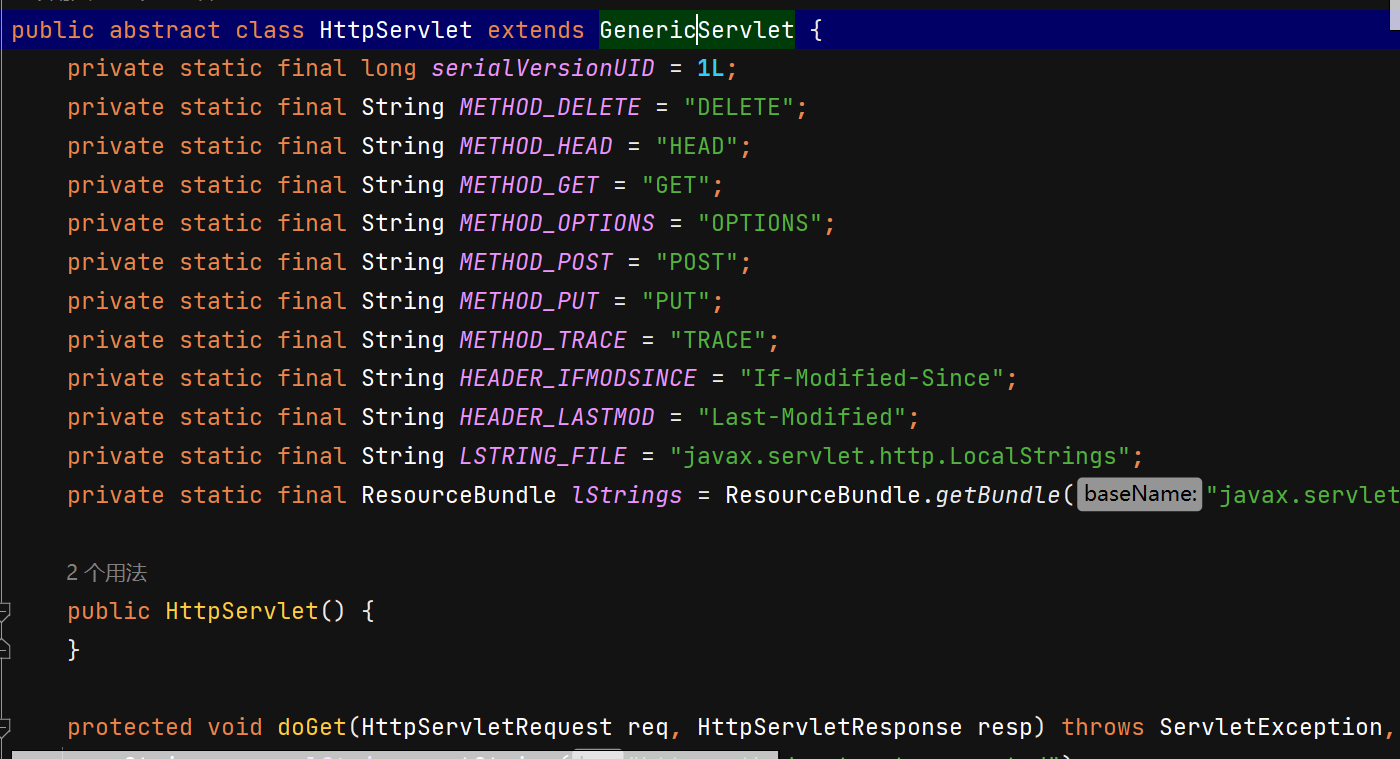 public abstract class HttpServlet extends GenericServlet {
private static final long serialVersionUID = 1L;
private static final String METHOD_DELETE = "DELETE";
private static final String METHOD_HEAD = "HEAD";
private static final String METHOD_GET = "GET";
private static final String METHOD_OPTIONS = "OPTIONS";
private static final String METHOD_POST = "POST";
private static final String METHOD_PUT = "PUT";
private static final String METHOD_TRACE = "TRACE";
private static final String HEADER_IFMODSINCE = "If-Modified-Since";
private static final String HEADER_LASTMOD = "Last-Modified";
private static final String LSTRING_FILE = "javax.servlet.http.LocalStrings";
private static final ResourceBundle lStrings = ResourceBundle.getBundle( baseName: "javax.servlet
2 个用法
public HttpServlet() {
}
protected void doGet(HttpServletRequest req, HttpServletResponse resp) throws ServletException,